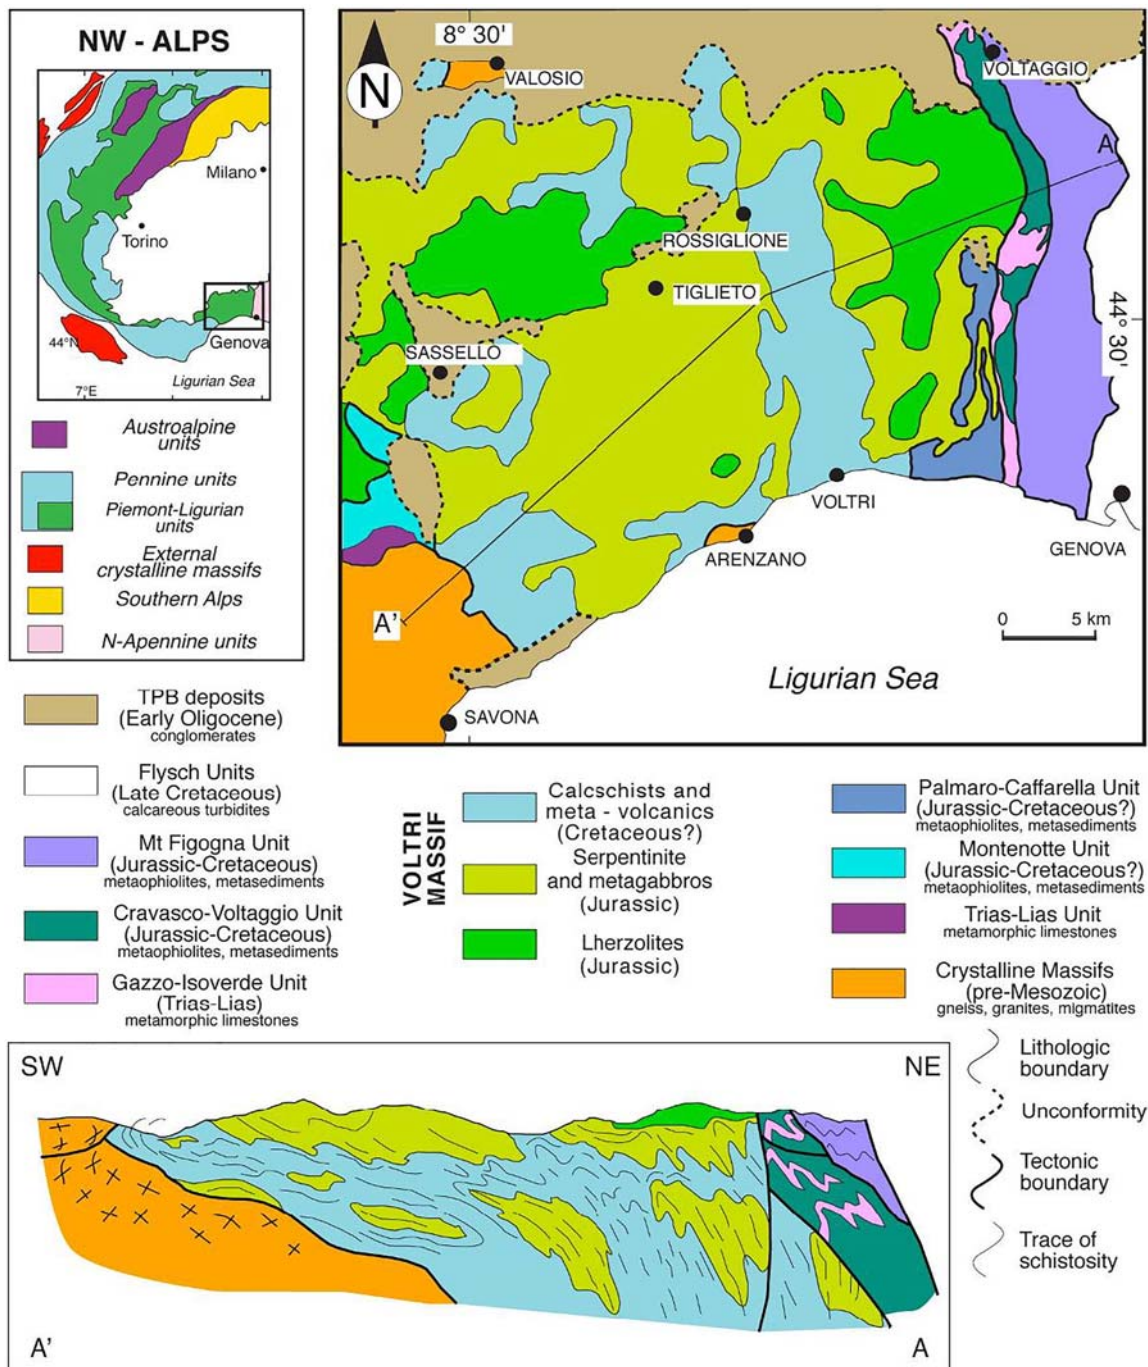 NW - ALPS
Milano
Torino
44°N
Genova
7°E
Ligurian Sea
Austroalpine
units
Pennine units
Piemont-Ligurian
units
External
crystalline massifs
Southern Alps
N-Apennine units
N
8° 30'
VALOSIO
VOLTAGGIO
A
ROSSIGLIONE
TIGLIETO
44° 30'
SASSELLO
VOLTRI
ARENZANO
GENOVA
A'
0 5 km
Ligurian Sea
SAVONA
TPB deposits
(Early Oligocene)
conglomerates
Flysch Units
(Late Cretaceous)
calcareous turbidites
Mt Figogna Unit
(Jurassic-Cretaceous)
metaophiolites, metasediments
Cravasco-Voltaggio Unit
(Jurassic-Cretaceous)
metaophiolites, metasediments
Gazzo-Isoverde Unit
(Trias-Lias)
metamorphic limestones
VOLTRI
MASSIF
Calcschists and
meta - volcanics
(Cretaceous?)
Serpentinite
and metagabbros
(Jurassic)
Lherzolites
(Jurassic)
Palmaro-Caffarella Unit
(Jurassic-Cretaceous?)
metaophiolites, metasediments
Montenotte Unit
(Jurassic-Cretaceous?)
metaophiolites, metasediments
Trias-Lias Unit
metamorphic limestones
Crystalline Massifs
(pre-Mesozoic)
gneiss, granites, migmatites
Lithologic
boundary
Unconformity
Tectonic
boundary
Trace of
schistosity
SW NE
A' A